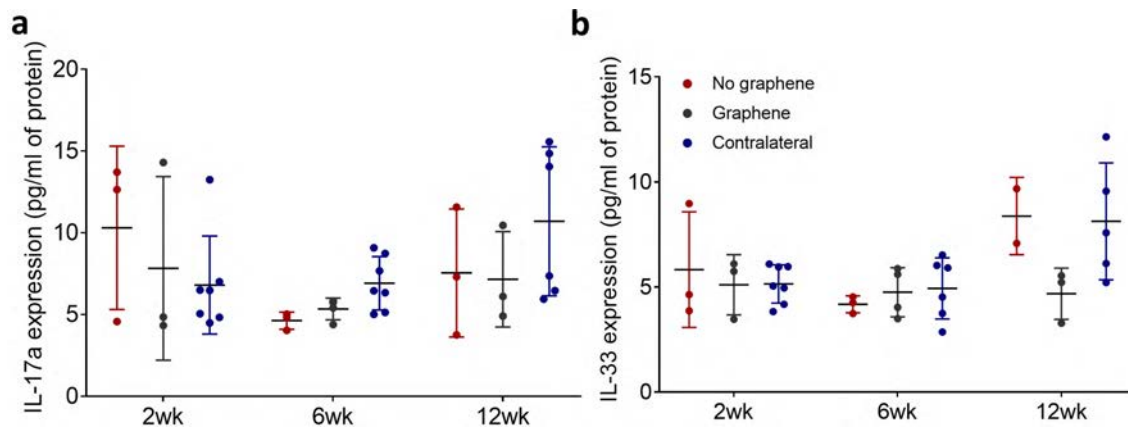 a
IL-17a expression (pg/ml of protein)
20
15
10
5
0
2wk
6wk
12wk
b
IL-33 expression (pg/ml of protein)
15
10
5
0
No graphene
Graphene
Contralateral
2wk
6wk
12wk